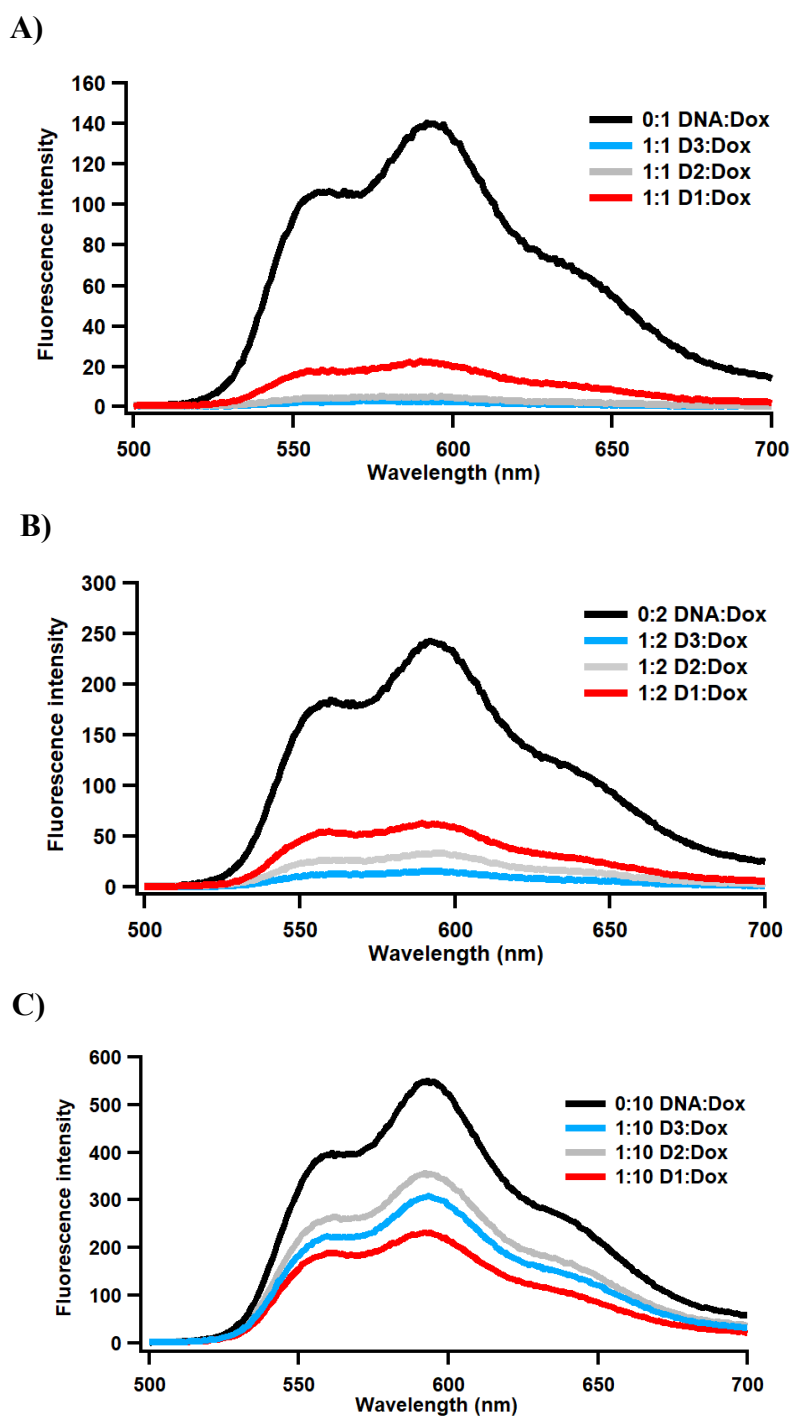 A)
160
140
120
100
80
60
40
20
0
Fluorescence intensity
0:1 DNA:Dox
1:1 D3:Dox
1:1 D2:Dox
1:1 D1:Dox
500 550 600 650 700
Wavelength (nm)
B)
300
250
200
150
100
50
0
Fluorescence intensity
0:2 DNA:Dox
1:2 D3:Dox
1:2 D2:Dox
1:2 D1:Dox
500 550 600 650 700
Wavelength (nm)
C)
600
500
400
300
200
100
0
Fluorescence intensity
0:10 DNA:Dox
1:10 D3:Dox
1:10 D2:Dox
1:10 D1:Dox
500 550 600 650 700
Wavelength (nm)